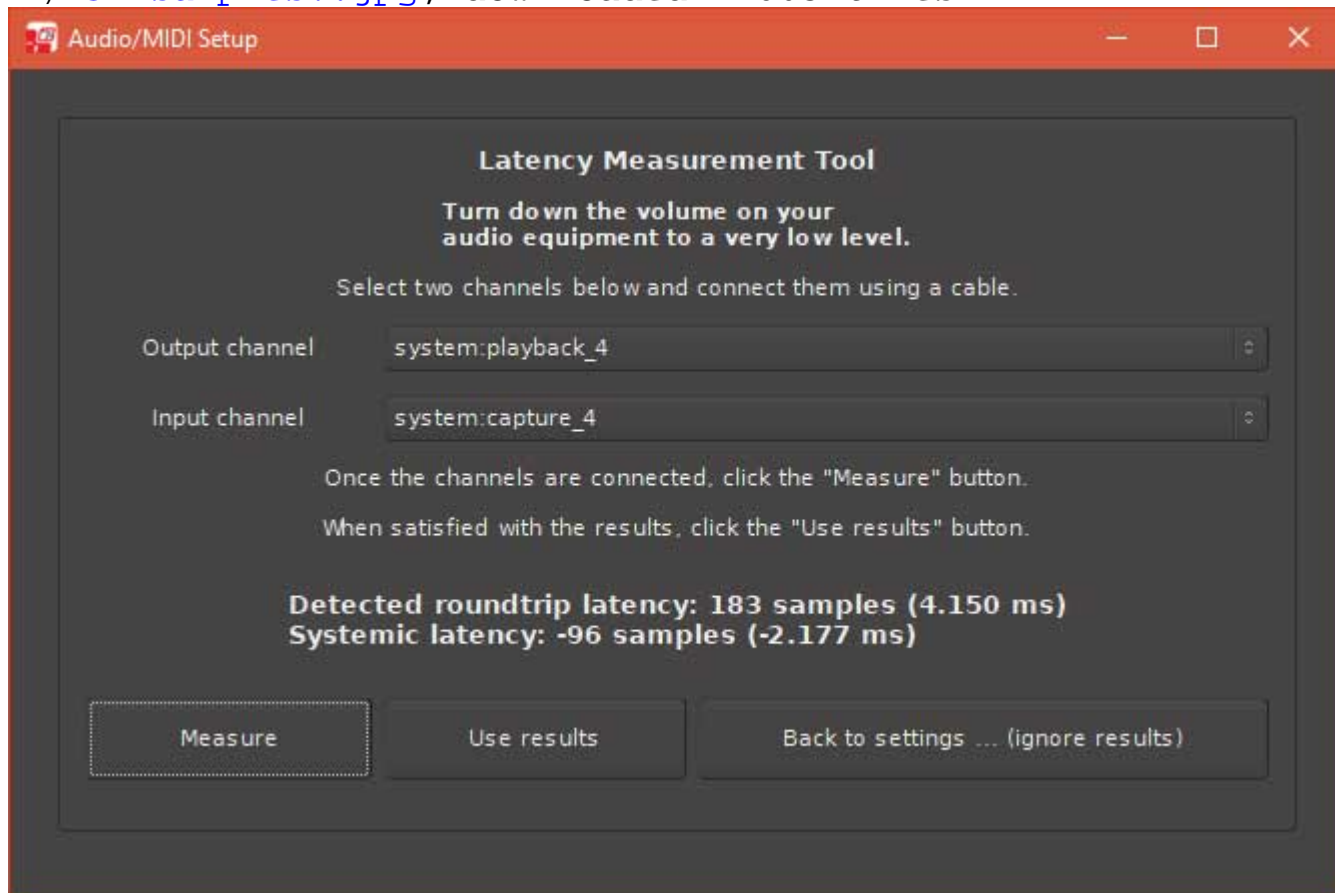 Audio/MIDI Setup
Latency Measurement Tool
Turn down the volume on your
audio equipment to a very low level.
Select two channels below and connect them using a cable.
Output channel system:playback_4
Input channel system:capture_4
Once the channels are connected, click the "Measure" button.
When satisfied with the results, click the "Use results" button.
Detected roundtrip latency: 183 samples (4.150 ms)
Systemic latency: -96 samples (-2.177 ms)
Measure Use results Back to settings ... (ignore results)